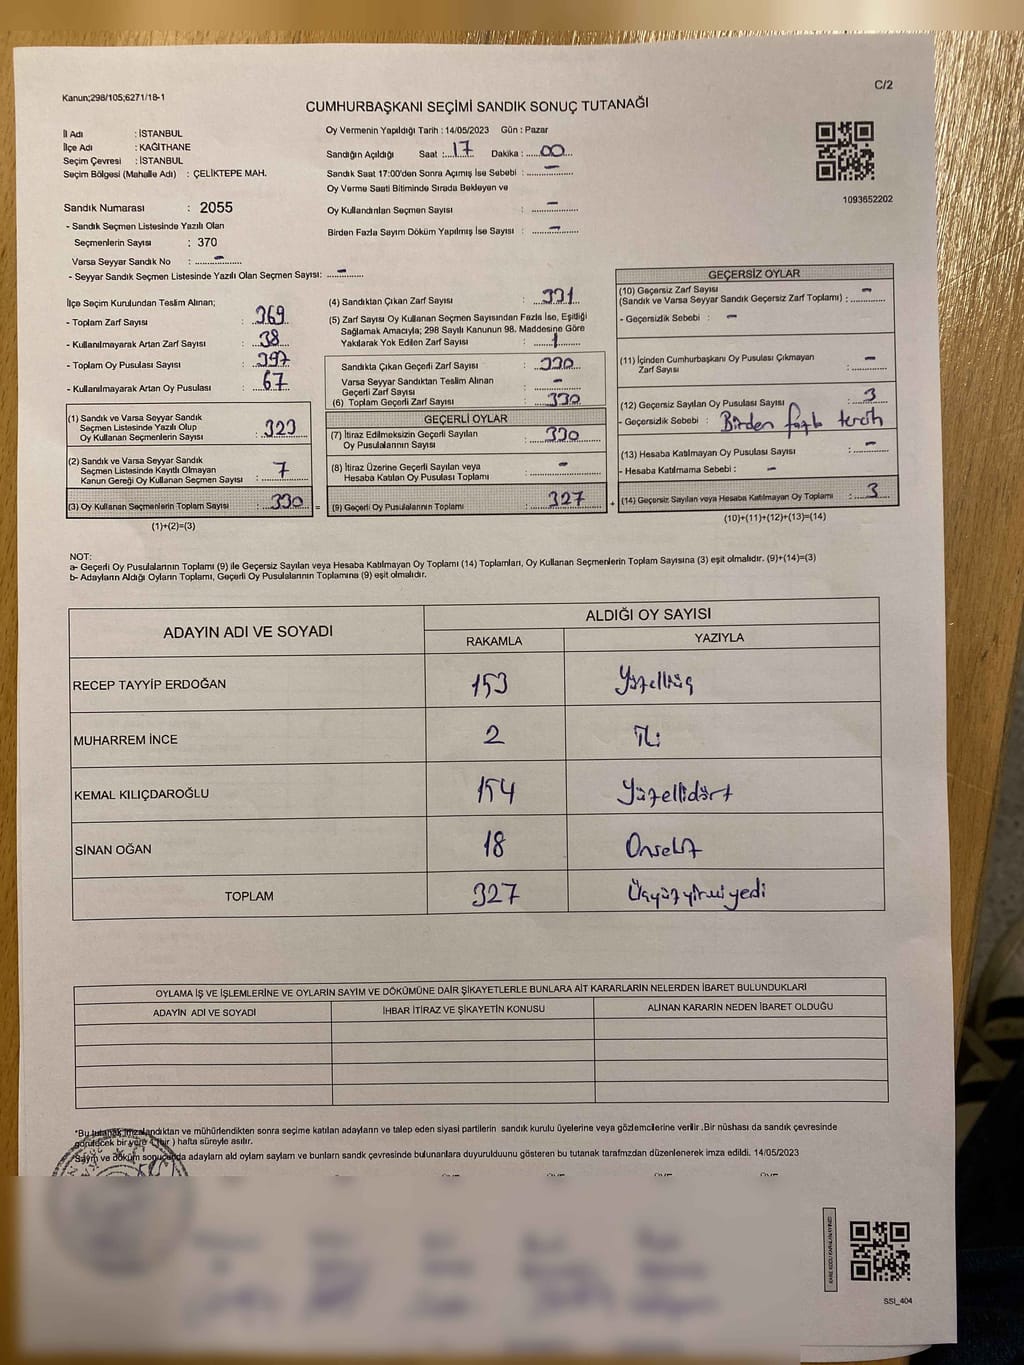 Kanun;298/105;6271/18-1
C/2
CUMHURBAŞKANI SEÇİMİ SANDIK SONUÇ TUTANAĞI
İl Adı : İSTANBUL
İlçe Adı : KAĞITHANE
Seçim Çevresi : İSTANBUL
Seçim Bölgesi (Mahalle Adı) : ÇELİKTEPE MAH.
Oy Vermenin Yapıldığı Tarih : 14/05/2023 Gün : Pazar
Sandığın Açıldığı Saat : 17 Dakika : 00
Sandık Saat 17:00'den Sonra Açımış İse Sebebi : -
Oy Verme Saati Bitiminde Sırada Bekleyen ve
Oy Kullandırılan Seçmen Sayısı : -
Birden Fazla Sayım Döküm Yapılmış İse Sayısı : -
1093652202
Sandık Numarası : 2055
- Sandık Seçmen Listesinde Yazılı Olan
Seçmenlerin Sayısı : 370
Varsa Seyyar Sandık No : -
- Seyyar Sandık Seçmen Listesinde Yazılı Olan Seçmen Sayısı: -
İlçe Seçim Kurulundan Teslim Alınan;
- Toplam Zarf Sayısı : 369
- Kullanılmayarak Artan Zarf Sayısı : 38
- Toplam Oy Pusulası Sayısı : 397
- Kullanılmayarak Artan Oy Pusulası : 67
(1) Sandık ve Varsa Seyyar Sandık
Seçmen Listesinde Yazılı Olup
Oy Kullanan Seçmenlerin Sayısı : 323
(2) Sandık ve Varsa Seyyar Sandık
Seçmen Listesinde Kayıtlı Olmayan
Kanun Gereği Oy Kullanan Seçmen Sayısı : 7
(3) Oy Kullanan Seçmenlerin Toplam Sayısı : 330 =
(1)+(2)=(3)
(4) Sandıktan Çıkan Zarf Sayısı : 331
(5) Zarf Sayısı Oy Kullanan Seçmen Sayısından Fazla İse, Eşitliği
Sağlamak Amacıyla; 298 Sayılı Kanunun 98. Maddesine Göre
Yakılarak Yok Edilen Zarf Sayısı : 1
Sandıkta Çıkan Geçerli Zarf Sayısı : 330
Varsa Seyyar Sandıktan Teslim Alınan
Geçerli Zarf Sayısı : -
(6) Toplam Geçerli Zarf Sayısı : 330
GEÇERLİ OYLAR
(7) İtiraz Edilmeksizin Geçerli Sayılan
Oy Pusulalarının Sayısı : 330
(8) İtiraz Üzerine Geçerli Sayılan veya
Hesaba Katılan Oy Pusulası Toplamı : -
(9) Geçerli Oy Pusulalarının Toplamı : 327 +
GEÇERSİZ OYLAR
(10) Geçersiz Zarf Sayısı
(Sandık ve Varsa Seyyar Sandık Geçersiz Zarf Toplamı) : -
- Geçersizlik Sebebi : -
(11) İçinden Cumhurbaşkanı Oy Pusulası Çıkmayan
Zarf Sayısı : -
(12) Geçersiz Sayılan Oy Pusulası Sayısı : 3
- Geçersizlik Sebebi : Birden fazla tercih
(13) Hesaba Katılmayan Oy Pusulası Sayısı : -
- Hesaba Katılmama Sebebi : -
(14) Geçersiz Sayılan veya Hesaba Katılmayan Oy Toplamı : 3
(10)+(11)+(12)+(13)=(14)
NOT:
a- Geçerli Oy Pusulalarının Toplamı (9) ile Geçersiz Sayılan veya Hesaba Katılmayan Oy Toplamı (14) Toplamları, Oy Kullanan Seçmenlerin Toplam Sayısına (3) eşit olmalıdır. (9)+(14)=(3)
b- Adayların Aldığı Oyların Toplamı, Geçerli Oy Pusulalarının Toplamına (9) eşit olmalıdır.
ADAYIN ADI VE SOYADI
ALDIĞI OY SAYISI
RAKAMLA YAZIYLA
RECEP TAYYİP ERDOĞAN 153 Yüzelliüç
MUHARREM İNCE 2 İki
KEMAL KILIÇDAROĞLU 154 Yüzellidört
SİNAN OĞAN 18 Onsekiz
TOPLAM 327 Üçyüzyirmiyedi
OYLAMA İŞ VE İŞLEMLERİNE VE OYLARIN SAYIM VE DÖKÜMÜNE DAİR ŞİKAYETLERLE BUNLARA AİT KARARLARIN NELERDEN İBARET BULUNDUKLARI
ADAYIN ADI VE SOYADI İHBAR İTİRAZ VE ŞİKAYETİN KONUSU ALINAN KARARIN NEDEN İBARET OLDUĞU
*Bu tutanak imzalandıktan ve mühürlendikten sonra seçime katılan adayların ve talep eden siyasi partilerin sandık kurulu üyelerine veya gözlemcilerine verilir .Bir nüshası da sandık çevresinde
görülecek bir yere 1 (bir ) hafta süreyle asılır.
*Sayım ve döküm sonucunda adayların ald oyların sayların ve bunların sandk çevresinde bulunanlara duyurulduunu gösteren bu tutanak tarafmzdan düzenlenerek imza edildi. 14/05/2023
SSI_404